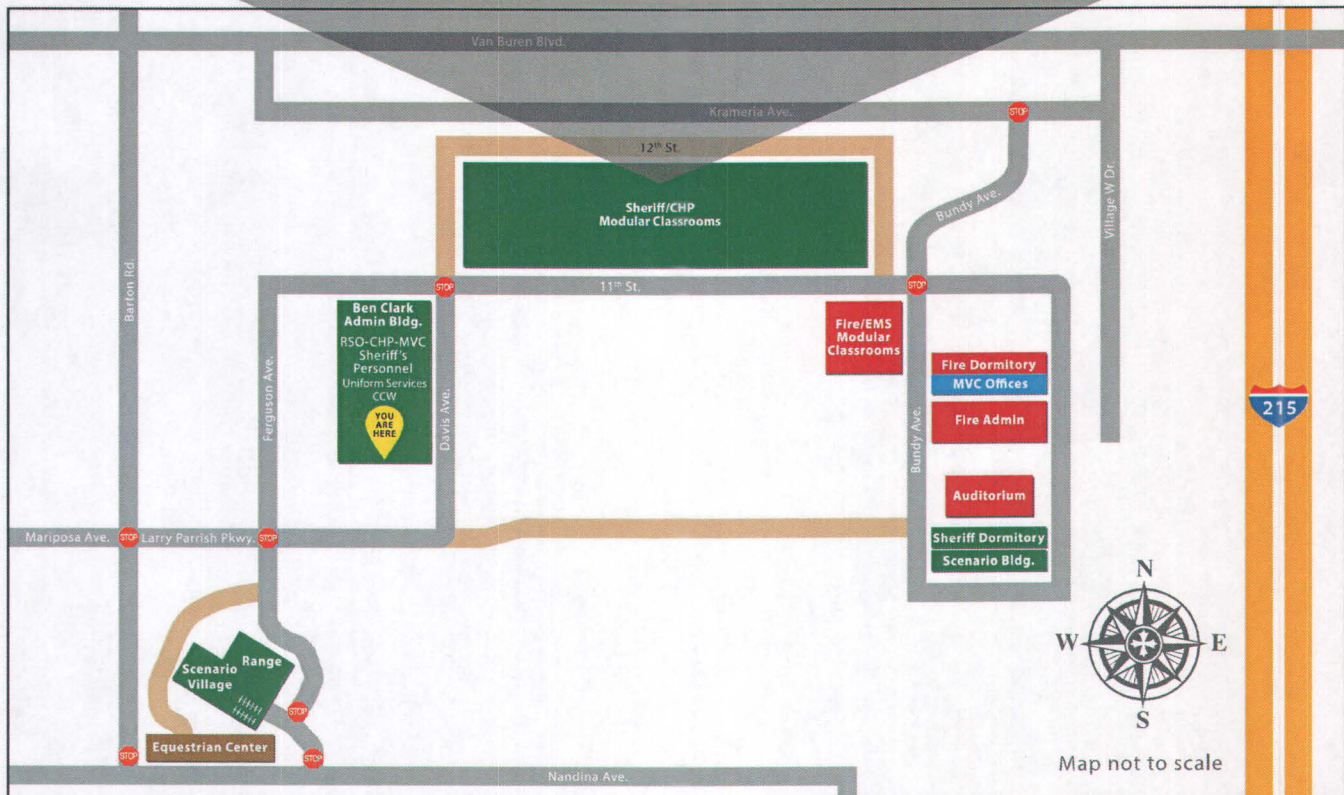 Van Buren Blvd.
Krameria Ave.
STOP
12th St.
Sheriff/CHP
Modular Classrooms
Bundy Ave.
Village W Dr.
Barton Rd.
STOP
11th St.
STOP
Ben Clark
Admin Bldg.
RSO-CHP-MVC
Sheriff's
Personnel
Uniform Services
CCW
YOU
ARE
HERE
Ferguson Ave.
Davis Ave.
Fire/EMS
Modular
Classrooms
Bundy Ave.
Fire Dormitory
MVC Offices
Fire Admin
Auditorium
Sheriff Dormitory
Scenario Bldg.
215
Mariposa Ave.
STOP
Larry Parrish Pkwy.
STOP
Scenario
Village
Range
STOP
Equestrian Center
STOP
STOP
Nandina Ave.
N
W
E
S
Map not to scale